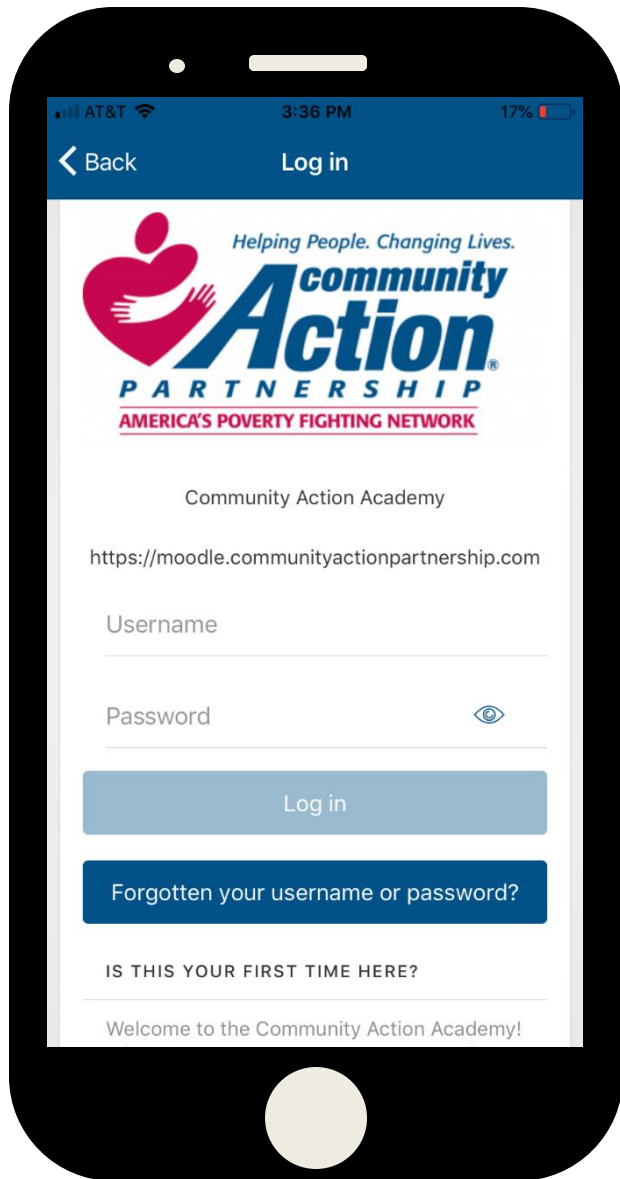 AT&T 3:36 PM 17%
Back Log in
Helping People. Changing Lives.
community
Action®
PARTNERSHIP
AMERICA'S POVERTY FIGHTING NETWORK
Community Action Academy
https://moodle.communityactionpartnership.com
Username
Password
Log in
Forgotten your username or password?
IS THIS YOUR FIRST TIME HERE?
Welcome to the Community Action Academy!